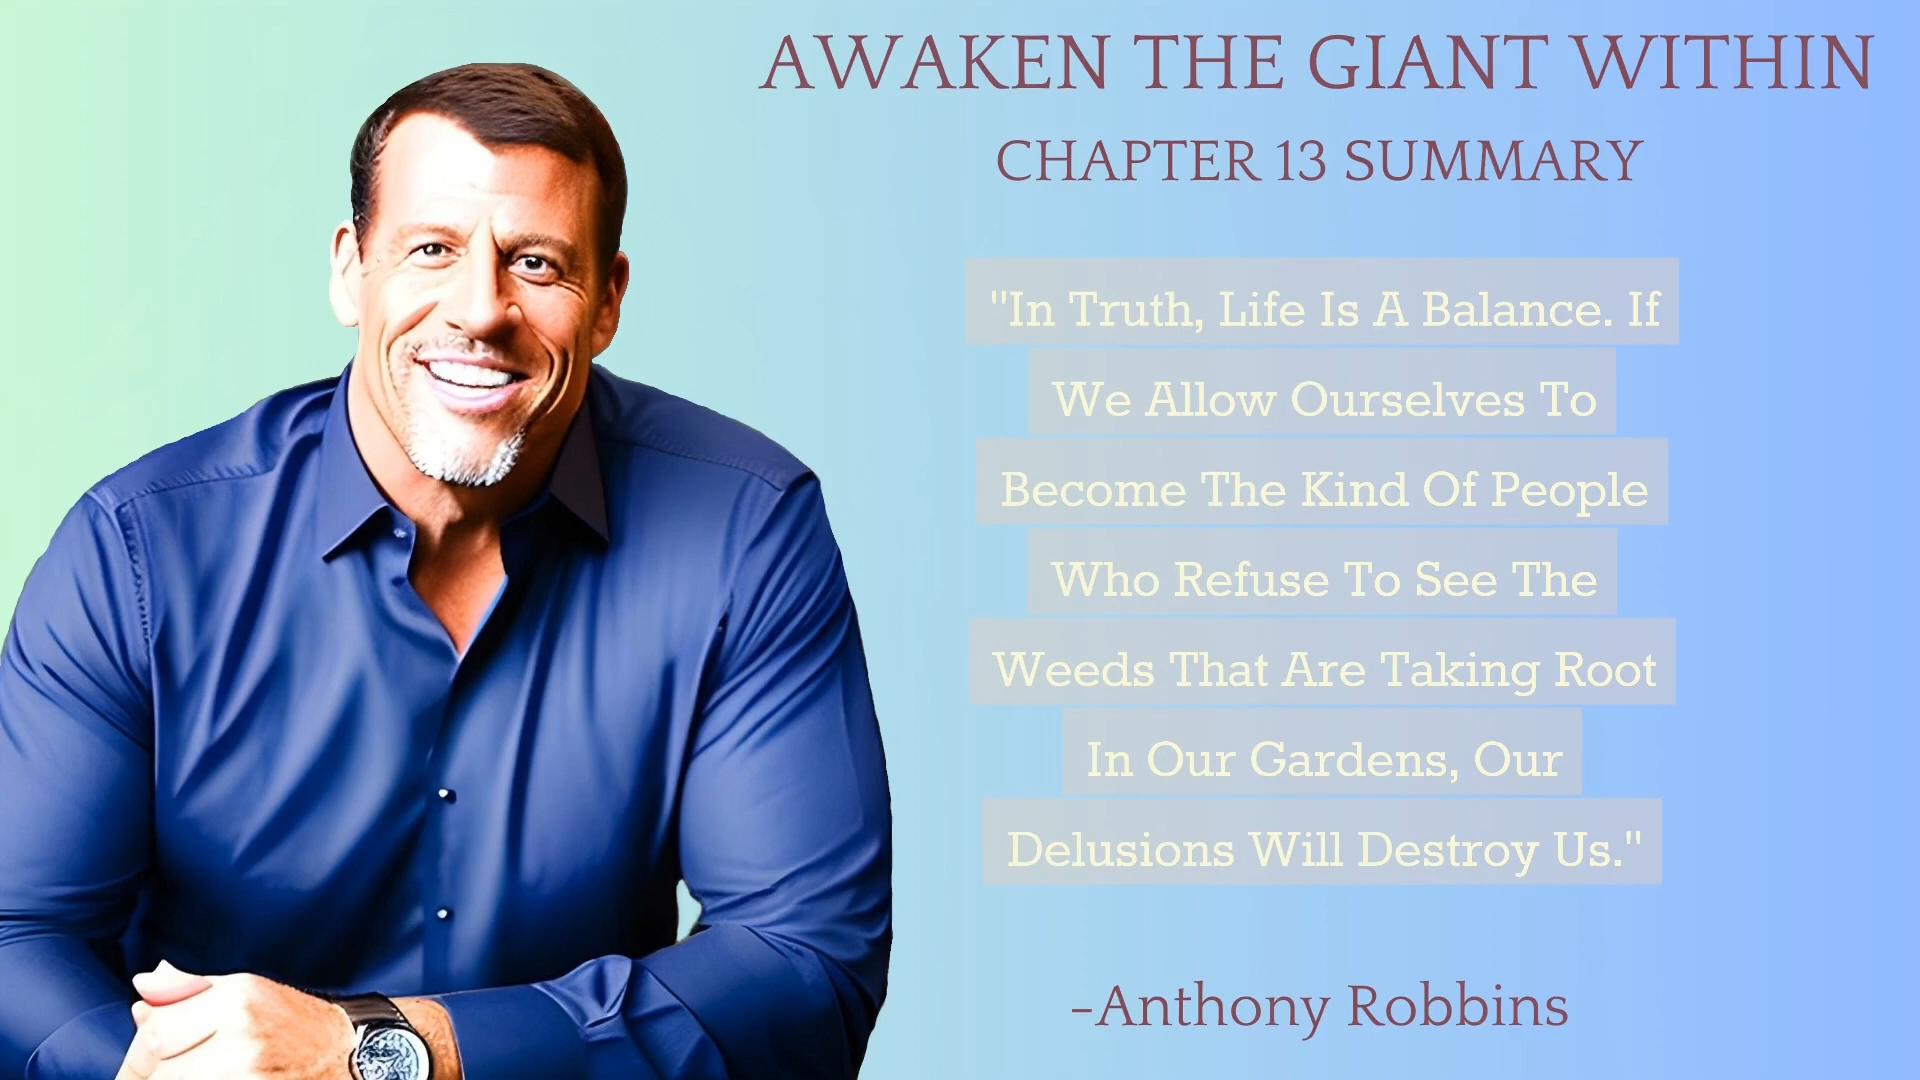 AWAKEN THE GIANT WITHIN
CHAPTER 13 SUMMARY
"In Truth, Life Is A Balance. If
We Allow Ourselves To
Become The Kind Of People
Who Refuse To See The
Weeds That Are Taking Root
In Our Gardens, Our
Delusions Will Destroy Us."
-Anthony Robbins